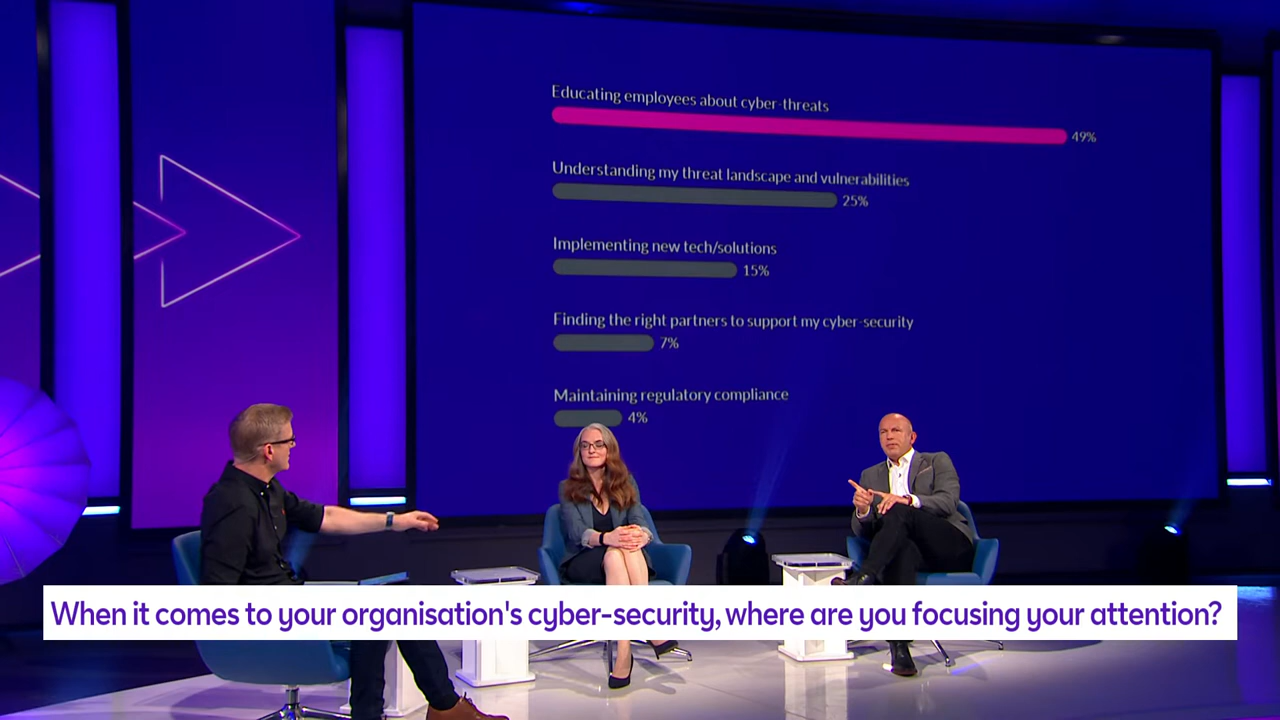 Educating employees about cyber-threats
49%
Understanding my threat landscape and vulnerabilities
25%
Implementing new tech/solutions
15%
Finding the right partners to support my cyber-security
7%
Maintaining regulatory compliance
4%
When it comes to your organisation's cyber-security, where are you focusing your attention?